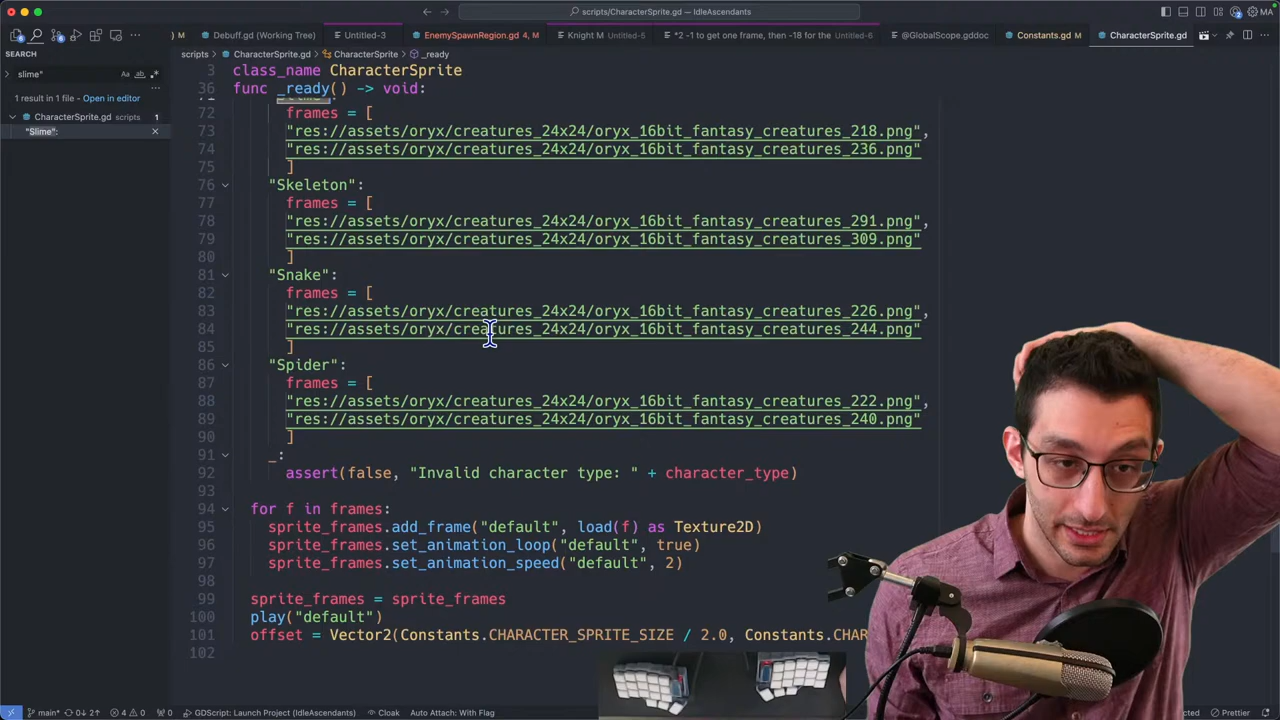 scripts/CharacterSprite.gd — IdleAscendants
Debuff.gd (Working Tree)
Untitled-3
EnemySpawnRegion.gd 4, M
Knight M Untitled-5
*2 -1 to get one frame, then -18 for the Untitled-6
@GlobalScope.gddoc
Constants.gd M
CharacterSprite.gd
SEARCH
scripts > CharacterSprite.gd > CharacterSprite > _ready
slime*
Aa
ab
1 result in 1 file - Open in editor
CharacterSprite.gd scripts 1
"Slime":
3 class_name CharacterSprite
36 func _ready() -> void:
72 frames = [
73 "res://assets/oryx/creatures_24x24/oryx_16bit_fantasy_creatures_218.png",
74 "res://assets/oryx/creatures_24x24/oryx_16bit_fantasy_creatures_236.png"
75 ]
76 "Skeleton":
77 frames = [
78 "res://assets/oryx/creatures_24x24/oryx_16bit_fantasy_creatures_291.png",
79 "res://assets/oryx/creatures_24x24/oryx_16bit_fantasy_creatures_309.png"
80 ]
81 "Snake":
82 frames = [
83 "res://assets/oryx/creatures_24x24/oryx_16bit_fantasy_creatures_226.png",
84 "res://assets/oryx/creatures_24x24/oryx_16bit_fantasy_creatures_244.png"
85 ]
86 "Spider":
87 frames = [
88 "res://assets/oryx/creatures_24x24/oryx_16bit_fantasy_creatures_222.png",
89 "res://assets/oryx/creatures_24x24/oryx_16bit_fantasy_creatures_240.png"
90 ]
91 _:
92 assert(false, "Invalid character type: " + character_type)
93
94 for f in frames:
95 sprite_frames.add_frame("default", load(f) as Texture2D)
96 sprite_frames.set_animation_loop("default", true)
97 sprite_frames.set_animation_speed("default", 2)
98
99 sprite_frames = sprite_frames
100 play("default")
101 offset = Vector2(Constants.CHARACTER_SPRITE_SIZE / 2.0, Constants.CHAR
102
main* 0↓ 2↑ 4 0 0 GDScript: Launch Project (IdleAscendants) Cloak Auto Attach: With Flag
Prettier